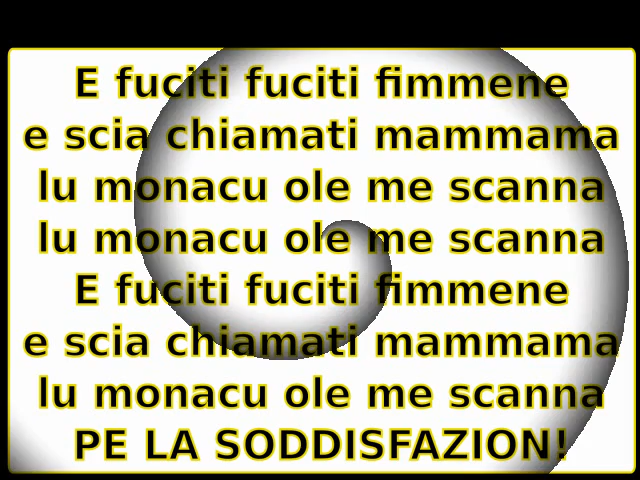 E fuciti fuciti fimmene
e scia chiamati mammama
lu monacu ole me scanna
lu monacu ole me scanna
E fuciti fuciti fimmene
e scia chiamati mammama
lu monacu ole me scanna
PE LA SODDISFAZION!